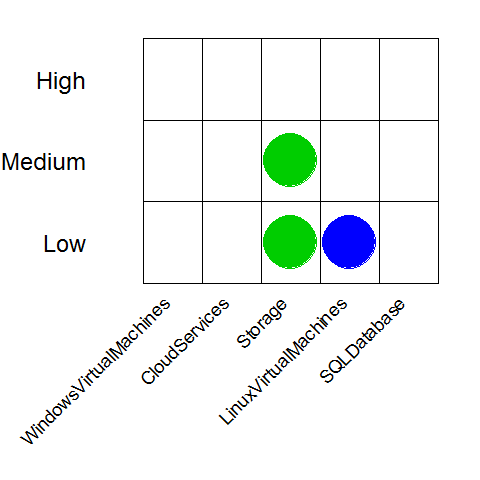 High
Medium
Low
WindowsVirtualMachines
CloudServices
Storage
LinuxVirtualMachines
SQLDatabase